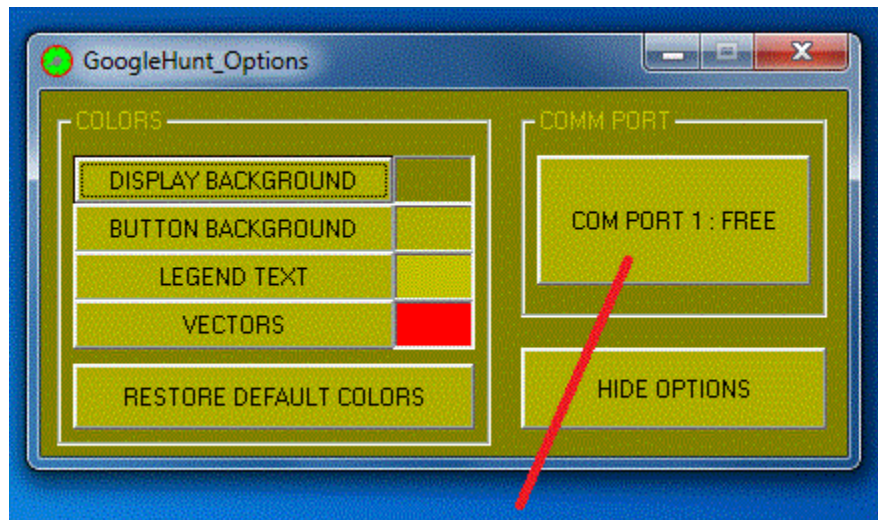 GoogleHunt_Options
COLORS
DISPLAY BACKGROUND
BUTTON BACKGROUND
LEGEND TEXT
VECTORS
RESTORE DEFAULT COLORS
COMM PORT
COM PORT 1 : FREE
HIDE OPTIONS